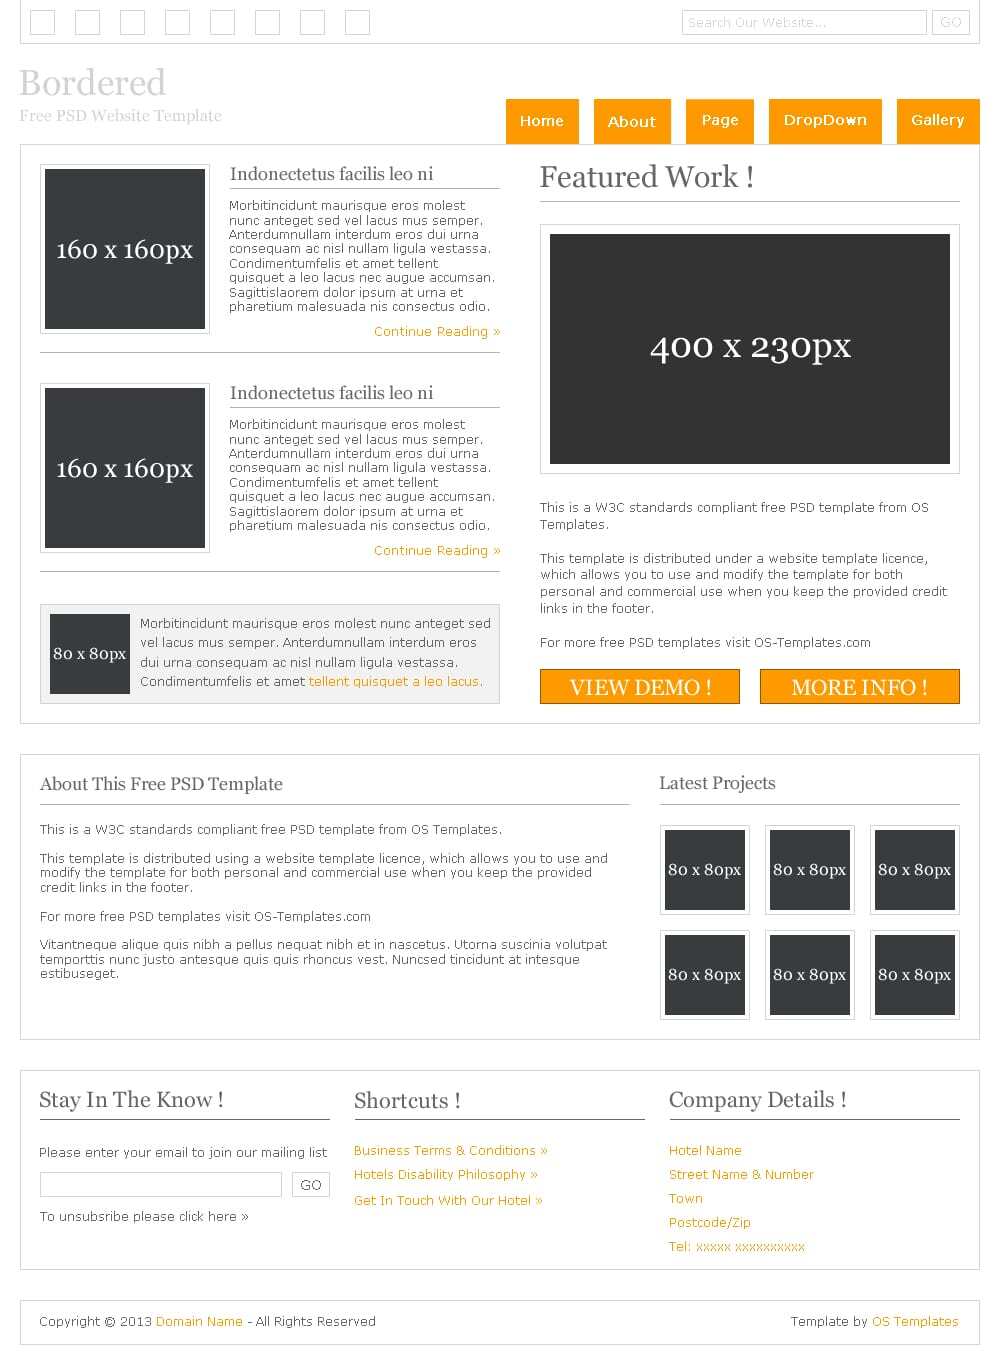 Search Our Website... GO
Bordered
Free PSD Website Template
Home About Page DropDown Gallery
160 x 160px
Indonectetus facilis leo ni
Morbitincidunt maurisque eros molest
nunc anteget sed vel lacus mus semper.
Anterdumnullam interdum eros dui urna
consequam ac nisl nullam ligula vestassa.
Condimentumfelis et amet tellent
quisquet a leo lacus nec augue accumsan.
Sagittislaorem dolor ipsum at urna et
pharetium malesuada nis consectus odio.
Continue Reading »
160 x 160px
Indonectetus facilis leo ni
Morbitincidunt maurisque eros molest
nunc anteget sed vel lacus mus semper.
Anterdumnullam interdum eros dui urna
consequam ac nisl nullam ligula vestassa.
Condimentumfelis et amet tellent
quisquet a leo lacus nec augue accumsan.
Sagittislaorem dolor ipsum at urna et
pharetium malesuada nis consectus odio.
Continue Reading »
80 x 80px
Morbitincidunt maurisque eros molest nunc anteget sed
vel lacus mus semper. Anterdumnullam interdum eros
dui urna consequam ac nisl nullam ligula vestassa.
Condimentumfelis et amet tellent quisquet a leo lacus.
Featured Work !
400 x 230px
This is a W3C standards compliant free PSD template from OS
Templates.
This template is distributed under a website template licence,
which allows you to use and modify the template for both
personal and commercial use when you keep the provided credit
links in the footer.
For more free PSD templates visit OS-Templates.com
VIEW DEMO ! MORE INFO !
About This Free PSD Template
This is a W3C standards compliant free PSD template from OS Templates.
This template is distributed using a website template licence, which allows you to use and
modify the template for both personal and commercial use when you keep the provided
credit links in the footer.
For more free PSD templates visit OS-Templates.com
Vitantneque alique quis nibh a pellus nequat nibh et in nascetus. Utorna suscinia volutpat
temporttis nunc justo antesque quis quis rhoncus vest. Nuncsed tincidunt at intesque
estibuseget.
Latest Projects
80 x 80px 80 x 80px 80 x 80px
80 x 80px 80 x 80px 80 x 80px
Stay In The Know !
Please enter your email to join our mailing list
GO
To unsubsribe please click here »
Shortcuts !
Business Terms & Conditions »
Hotels Disability Philosophy »
Get In Touch With Our Hotel »
Company Details !
Hotel Name
Street Name & Number
Town
Postcode/Zip
Tel: xxxxx xxxxxxxxxx
Copyright © 2013 Domain Name - All Rights Reserved Template by OS Templates